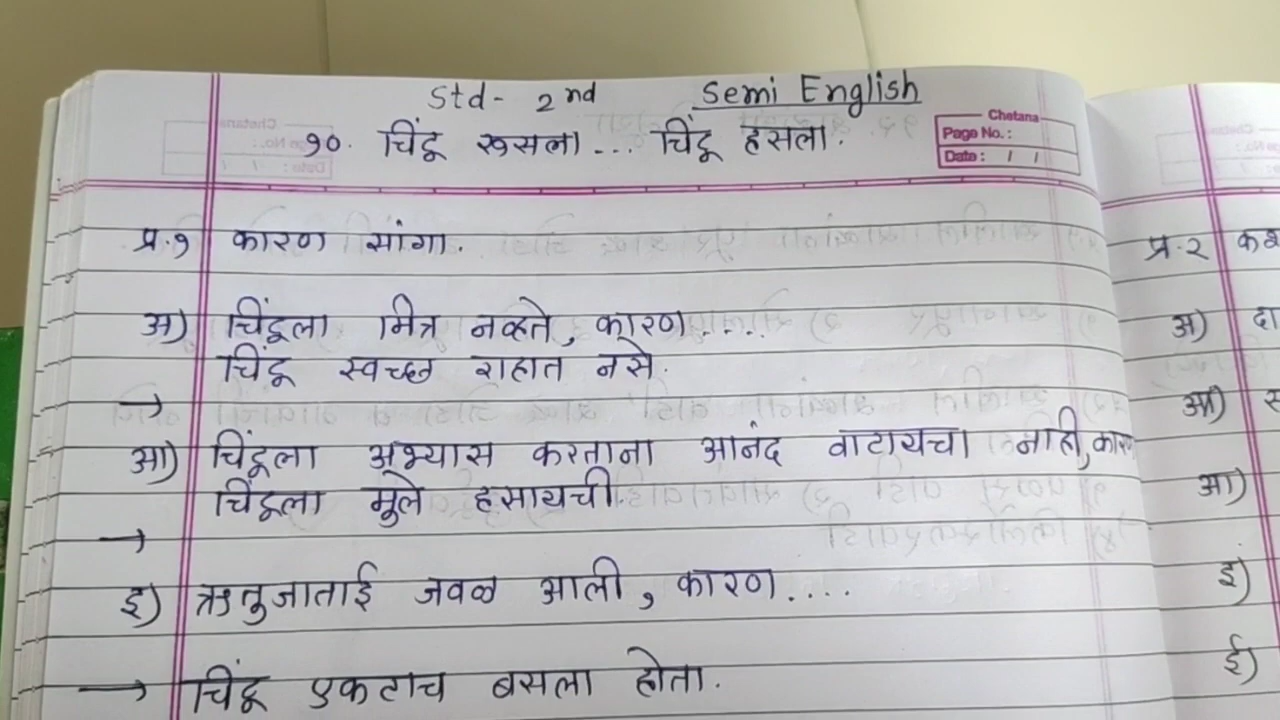 Std- 2nd Semi English
१०. चिंटू रुसला... चिंटू हसला.
Chetana
Page No.:
Date: / /
प्र.१ कारण सांगा.
अ) चिंटूला मित्र नव्हते, कारण.....
चिंटू स्वच्छ राहात नसे.
→
आ) चिंटूला अभ्यास करताना आनंद वाटायचा नाही, कारण
चिंटूला मुले हसायची.
→
इ) ऋतुजाताई जवळ आली, कारण....
→ चिंटू एकटाच बसला होता.
प्र.२
अ) दा
अ)
आ)
इ)
ई)